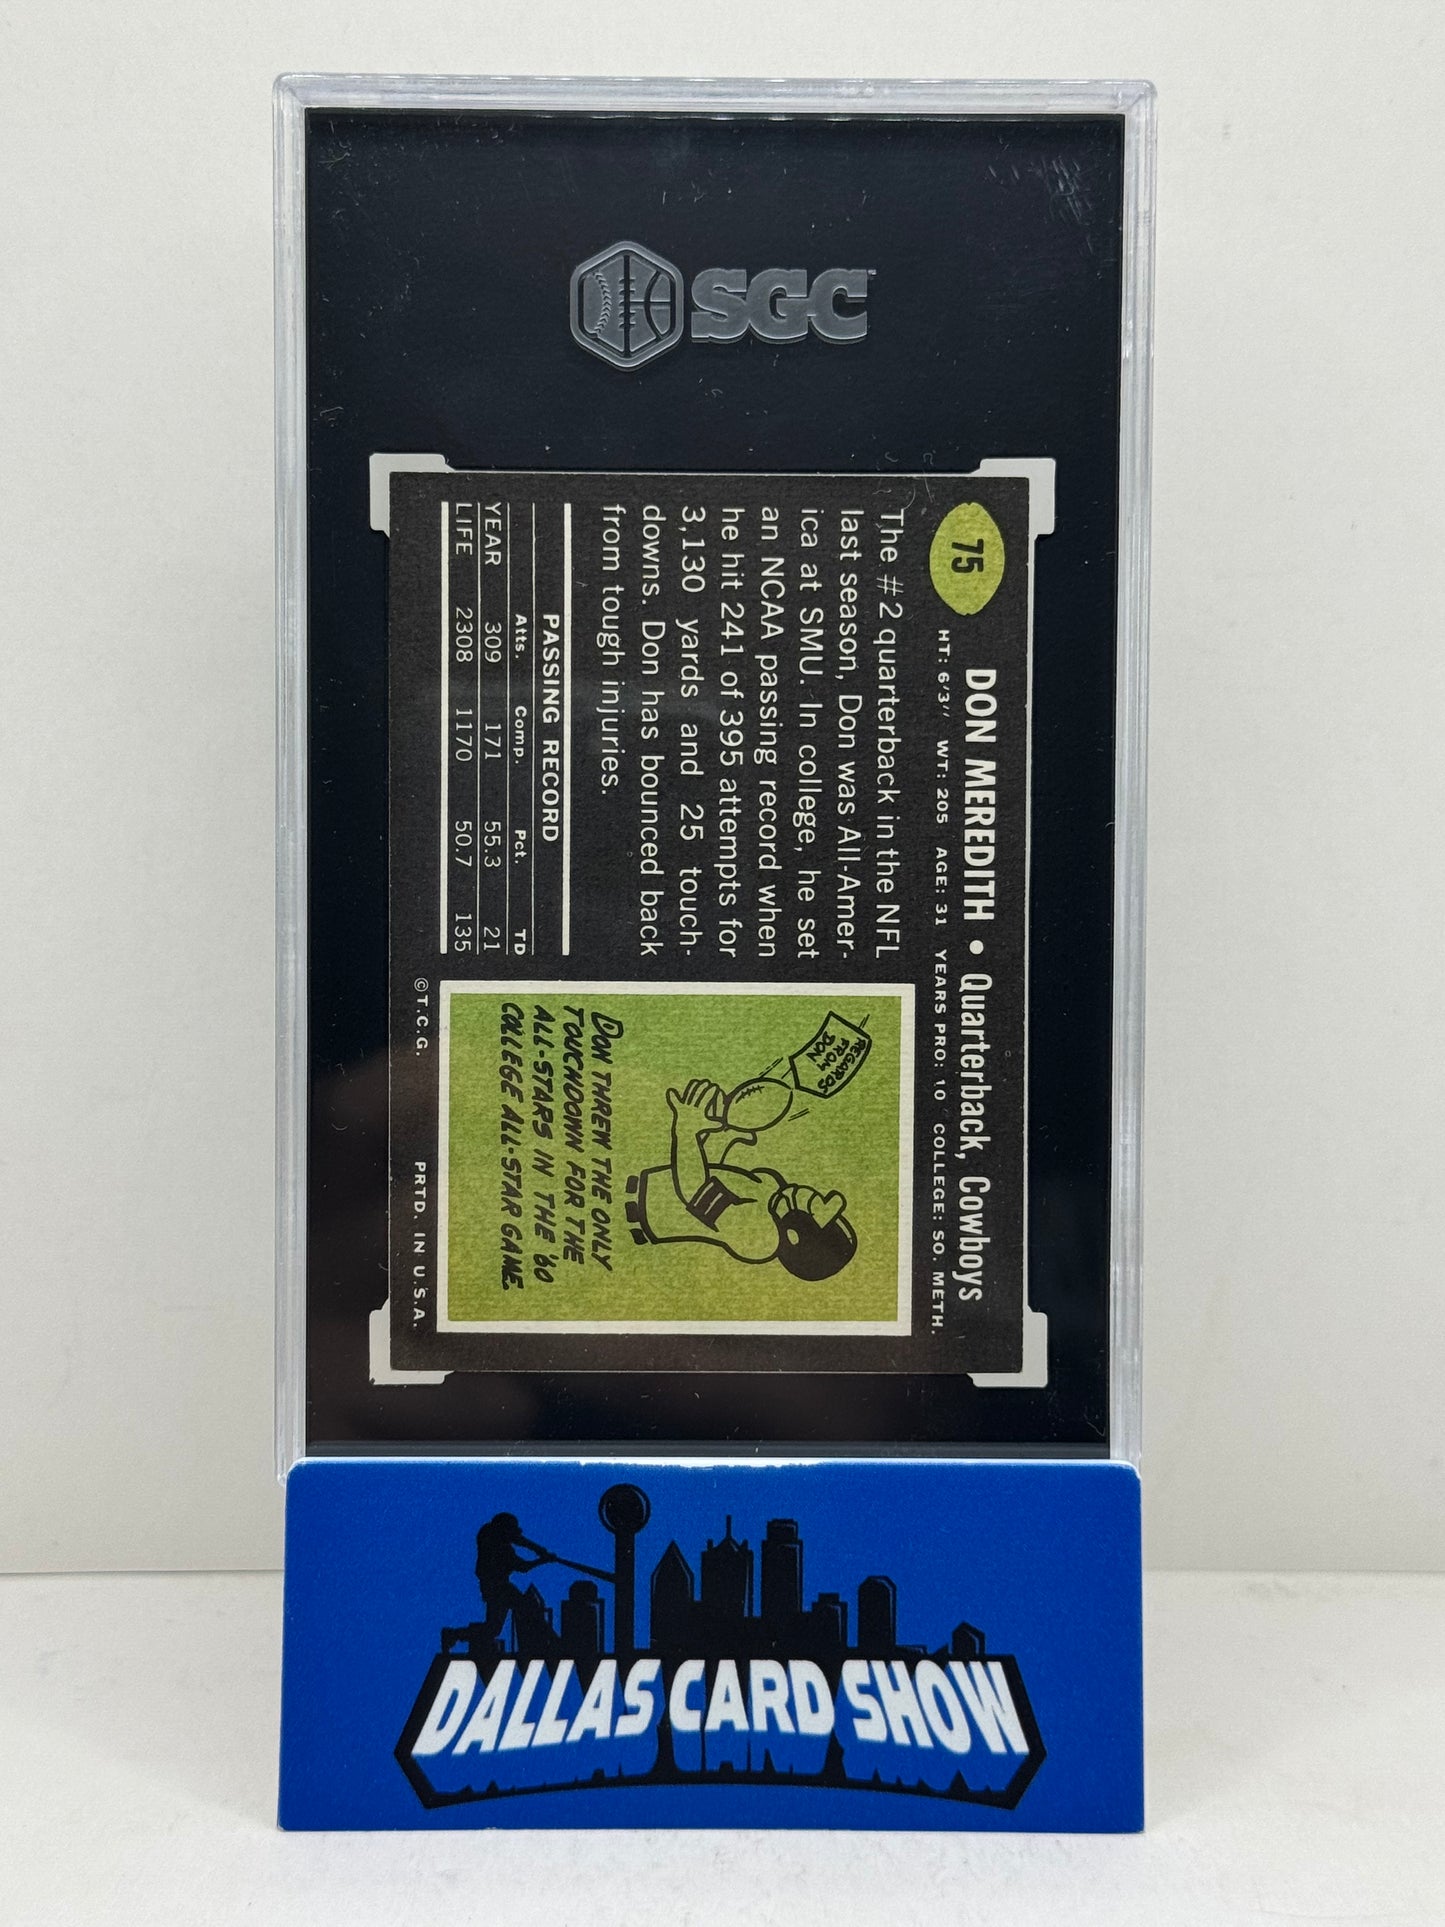 SGC
75
DON MEREDITH • Quarterback, Cowboys
HT: 6'3" WT: 205 AGE: 31 YEARS PRO: 10 COLLEGE: SO. METH.
The #2 quarterback in the NFL
last season, Don was All-Amer-
ica at SMU. In college, he set
an NCAA passing record when
he hit 241 of 395 attempts for
3,130 yards and 25 touch-
downs. Don has bounced back
from tough injuries.
PASSING RECORD
Atts. Comp. Pct. TD
YEAR 309 171 55.3 21
LIFE 2308 1170 50.7 135
REGARDS
FROM
DON
DON THREW THE ONLY
TOUCHDOWN FOR THE
ALL-STARS IN THE '60
COLLEGE ALL-STAR GAME.
©T.C.G. PRTD. IN U.S.A.
DALLAS CARD SHOW